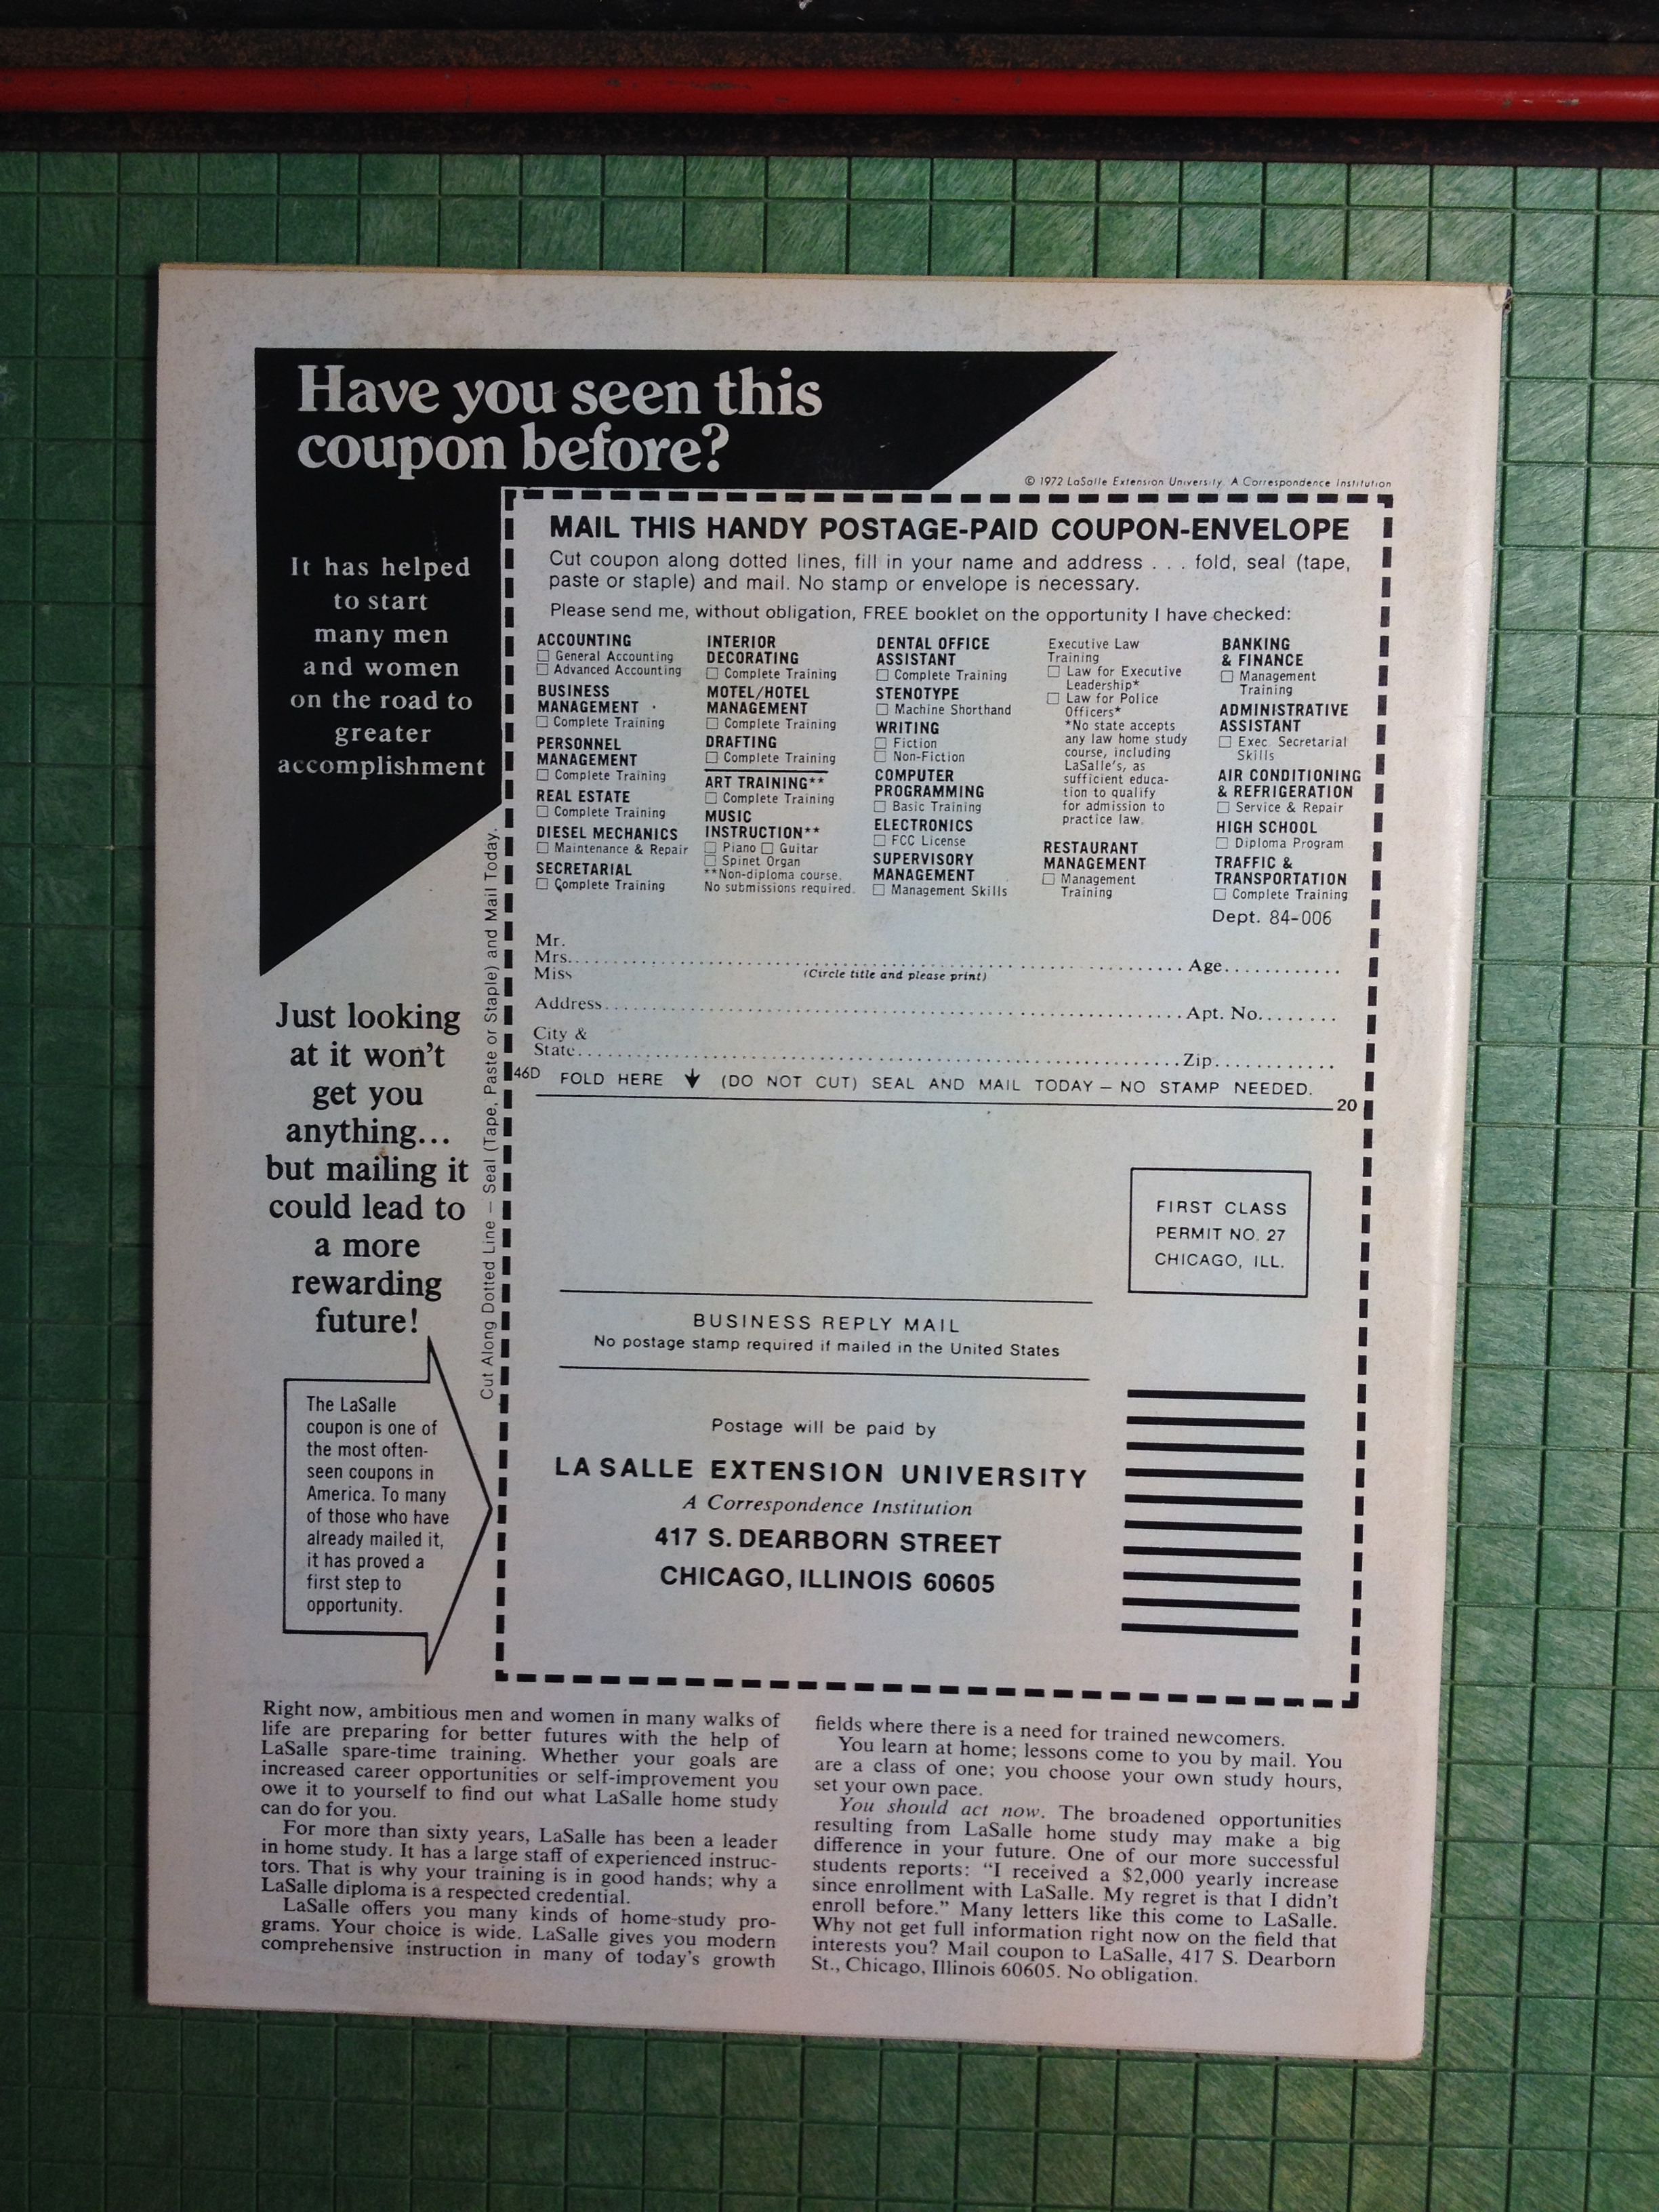 Have you seen this
coupon before?
© 1972 LaSalle Extension University. A Correspondence Institution
It has helped
to start
many men
and women
on the road to
greater
accomplishment
Just looking
at it won't
get you
anything...
but mailing it
could lead to
a more
rewarding
future!
The LaSalle
coupon is one of
the most often-
seen coupons in
America. To many
of those who have
already mailed it,
it has proved a
first step to
opportunity.
Cut Along Dotted Line — Seal (Tape, Paste or Staple) and Mail Today.
MAIL THIS HANDY POSTAGE-PAID COUPON-ENVELOPE
Cut coupon along dotted lines, fill in your name and address . . . fold, seal (tape,
paste or staple) and mail. No stamp or envelope is necessary.
Please send me, without obligation, FREE booklet on the opportunity I have checked:
ACCOUNTING
☐ General Accounting
☐ Advanced Accounting
BUSINESS
MANAGEMENT
☐ Complete Training
PERSONNEL
MANAGEMENT
☐ Complete Training
REAL ESTATE
☐ Complete Training
DIESEL MECHANICS
☐ Maintenance & Repair
SECRETARIAL
☐ Complete Training
INTERIOR
DECORATING
☐ Complete Training
MOTEL/HOTEL
MANAGEMENT
☐ Complete Training
DRAFTING
☐ Complete Training
ART TRAINING**
☐ Complete Training
MUSIC
INSTRUCTION**
☐ Piano ☐ Guitar
☐ Spinet Organ
**Non-diploma course.
No submissions required.
DENTAL OFFICE
ASSISTANT
☐ Complete Training
STENOTYPE
☐ Machine Shorthand
WRITING
☐ Fiction
☐ Non-Fiction
COMPUTER
PROGRAMMING
☐ Basic Training
ELECTRONICS
☐ FCC License
SUPERVISORY
MANAGEMENT
☐ Management Skills
Executive Law
Training
☐ Law for Executive
Leadership*
☐ Law for Police
Officers*
*No state accepts
any law home study
course, including
LaSalle's, as
sufficient educa-
tion to qualify
for admission to
practice law.
RESTAURANT
MANAGEMENT
☐ Management
Training
BANKING
& FINANCE
☐ Management
Training
ADMINISTRATIVE
ASSISTANT
☐ Exec. Secretarial
Skills
AIR CONDITIONING
& REFRIGERATION
☐ Service & Repair
HIGH SCHOOL
☐ Diploma Program
TRAFFIC &
TRANSPORTATION
☐ Complete Training
Dept. 84-006
Mr.
Mrs. Age
Miss (Circle title and please print)
Address Apt. No.
City &
State Zip
46D FOLD HERE ↓ (DO NOT CUT) SEAL AND MAIL TODAY — NO STAMP NEEDED.
20
FIRST CLASS
PERMIT NO. 27
CHICAGO, ILL.
BUSINESS REPLY MAIL
No postage stamp required if mailed in the United States
Postage will be paid by
LA SALLE EXTENSION UNIVERSITY
A Correspondence Institution
417 S. DEARBORN STREET
CHICAGO, ILLINOIS 60605
Right now, ambitious men and women in many walks of
life are preparing for better futures with the help of
LaSalle spare-time training. Whether your goals are
increased career opportunities or self-improvement you
owe it to yourself to find out what LaSalle home study
can do for you.
For more than sixty years, LaSalle has been a leader
in home study. It has a large staff of experienced instruc-
tors. That is why your training is in good hands; why a
LaSalle diploma is a respected credential.
LaSalle offers you many kinds of home-study pro-
grams. Your choice is wide. LaSalle gives you modern
comprehensive instruction in many of today's growth
fields where there is a need for trained newcomers.
You learn at home; lessons come to you by mail. You
are a class of one; you choose your own study hours,
set your own pace.
You should act now. The broadened opportunities
resulting from LaSalle home study may make a big
difference in your future. One of our more successful
students reports: “I received a $2,000 yearly increase
since enrollment with LaSalle. My regret is that I didn't
enroll before.” Many letters like this come to LaSalle.
Why not get full information right now on the field that
interests you? Mail coupon to LaSalle, 417 S. Dearborn
St., Chicago, Illinois 60605. No obligation.